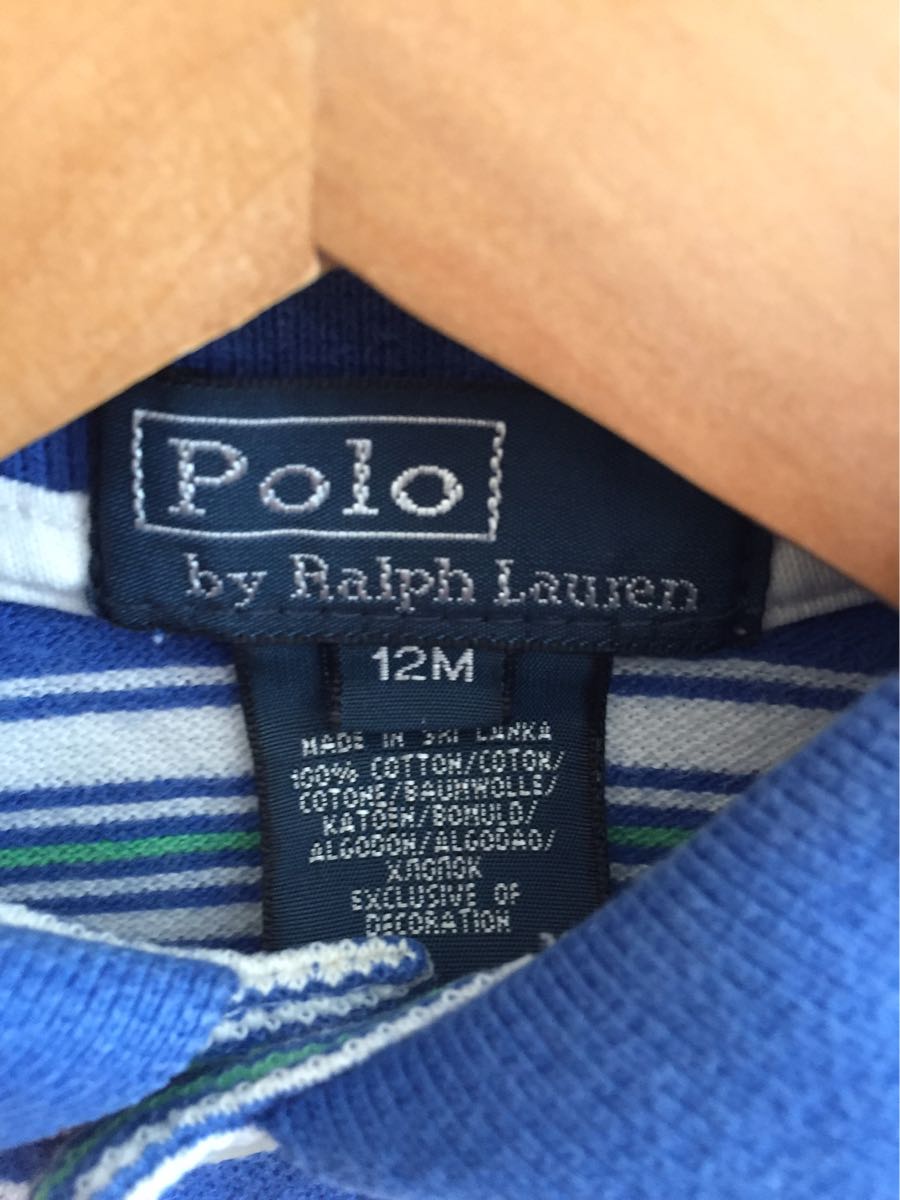 Polo
by Ralph Lauren
12M
MADE IN SRI LANKA
100% COTTON/COTON/
COTONE/BAUMWOLLE/
KATOEN/BOMULD/
ALGODON/ALGODAO/
ХЛОПОК
EXCLUSIVE OF
DECORATION